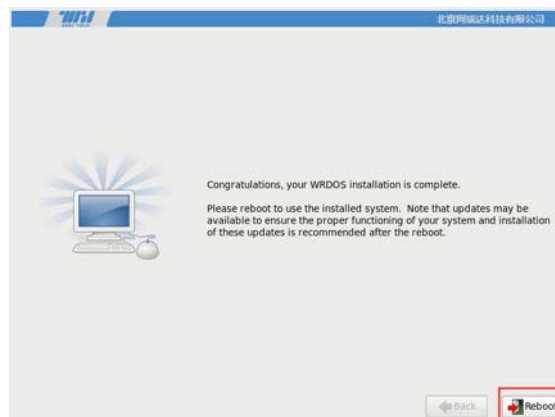 北京网瑞达科技有限公司
Congratulations, your WRDOS installation is complete.
Please reboot to use the installed system. Note that updates may be
available to ensure the proper functioning of your system and installation
of these updates is recommended after the reboot.
Back
Reboot